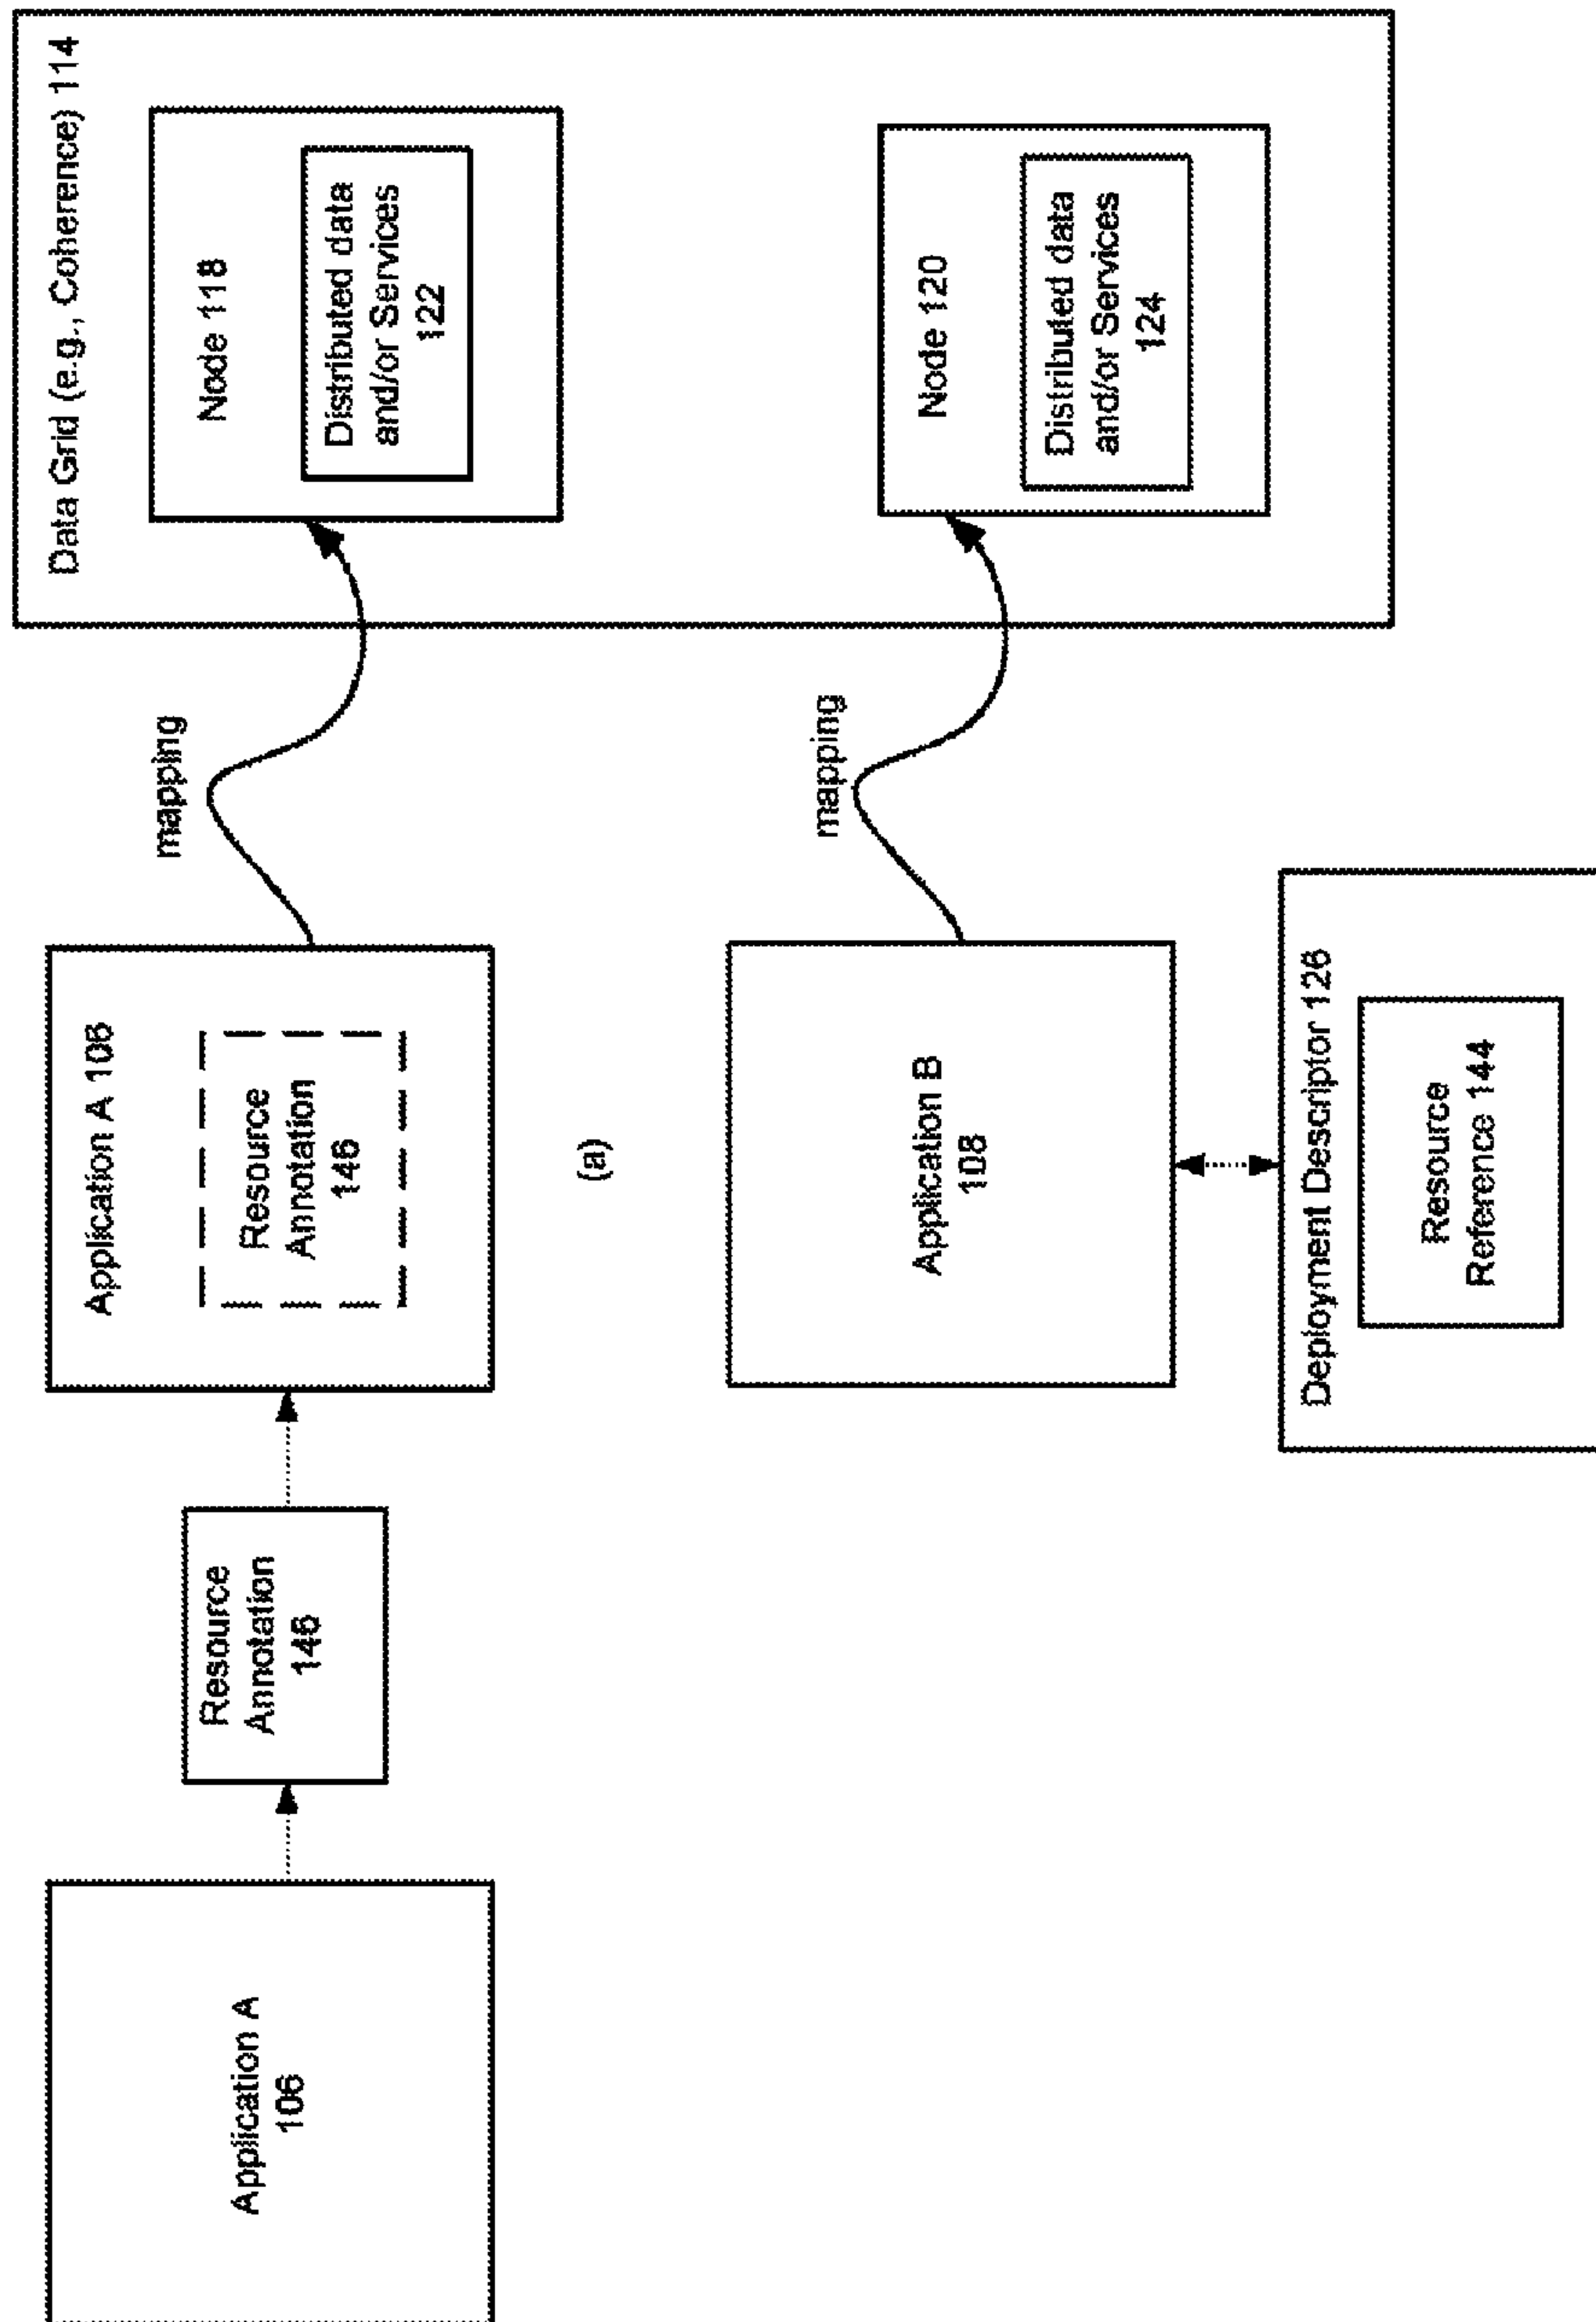 Application A
106
Resource
Annotation
146
Application A 106
Resource
Annotation
146
mapping
Data Grid (e.g., Coherence) 114
Node 118
Distributed data
and/or Services
122
(a)
Application B
108
mapping
Node 120
Distributed data
and/or Services
124
Deployment Descriptor 126
Resource
Reference 144